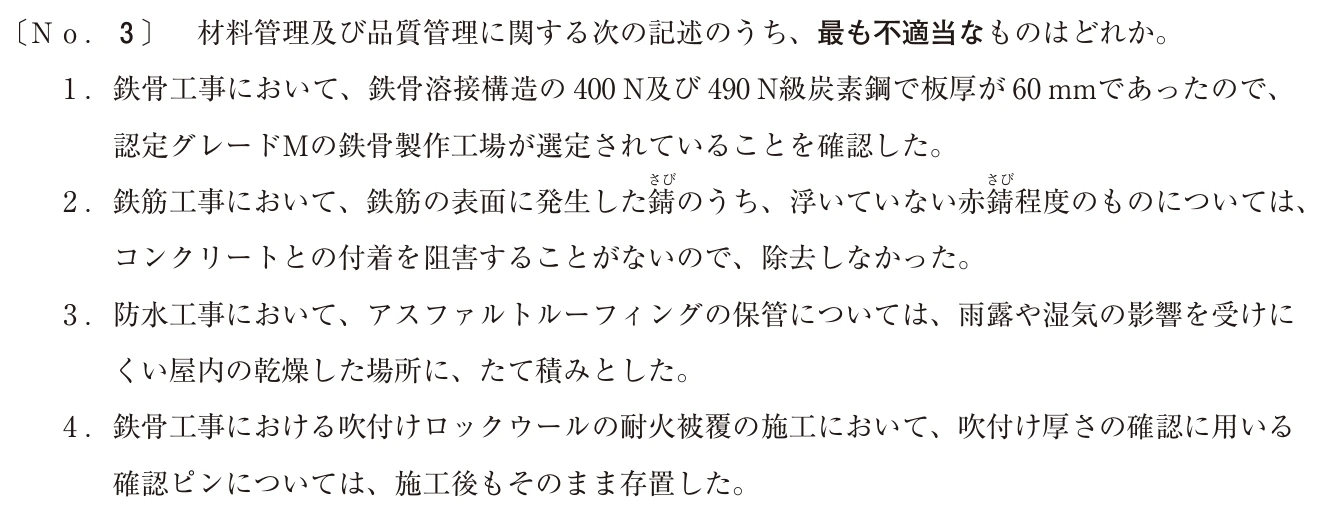 〔No. 3〕 材料管理及び品質管理に関する次の記述のうち、最も不適当なものはどれか。
1. 鉄骨工事において、鉄骨溶接構造の 400 N及び 490 N級炭素鋼で板厚が 60 mmであったので、
認定グレードMの鉄骨製作工場が選定されていることを確認した。
さび さび
2. 鉄筋工事において、鉄筋の表面に発生した錆のうち、浮いていない赤錆程度のものについては、
コンクリートとの付着を阻害することがないので、除去しなかった。
3. 防水工事において、アスファルトルーフィングの保管については、雨露や湿気の影響を受けに
くい屋内の乾燥した場所に、たて積みとした。
4. 鉄骨工事における吹付けロックウールの耐火被覆の施工において、吹付け厚さの確認に用いる
確認ピンについては、施工後もそのまま存置した。